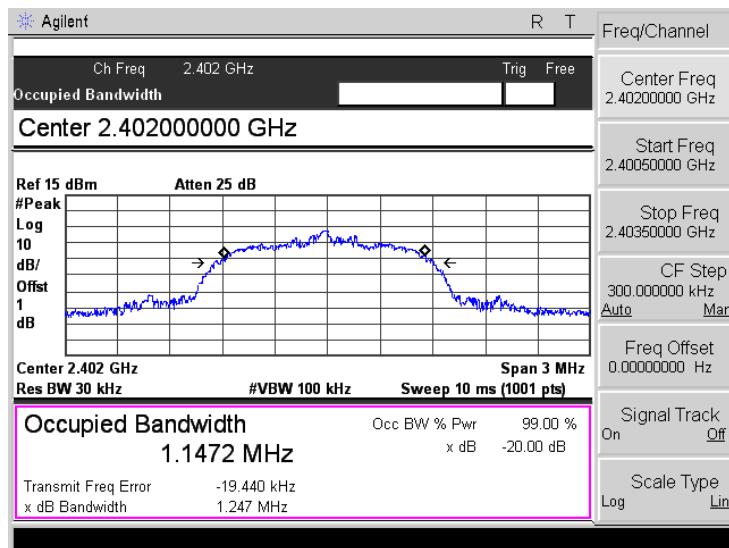 Agilent R T
Freq/Channel
Ch Freq 2.402 GHz Trig Free
Occupied Bandwidth
Center 2.402000000 GHz
Ref 15 dBm Atten 25 dB
#Peak
Log
10
dB/
Offst
1
dB
Center 2.402 GHz Span 3 MHz
Res BW 30 kHz #VBW 100 kHz Sweep 10 ms (1001 pts)
Occupied Bandwidth Occ BW % Pwr 99.00 %
1.1472 MHz x dB -20.00 dB
Transmit Freq Error -19.440 kHz
x dB Bandwidth 1.247 MHz
Center Freq
2.40200000 GHz
Start Freq
2.40050000 GHz
Stop Freq
2.40350000 GHz
CF Step
300.000000 kHz
Auto Man
Freq Offset
0.00000000 Hz
Signal Track
On Off
Scale Type
Log Lin